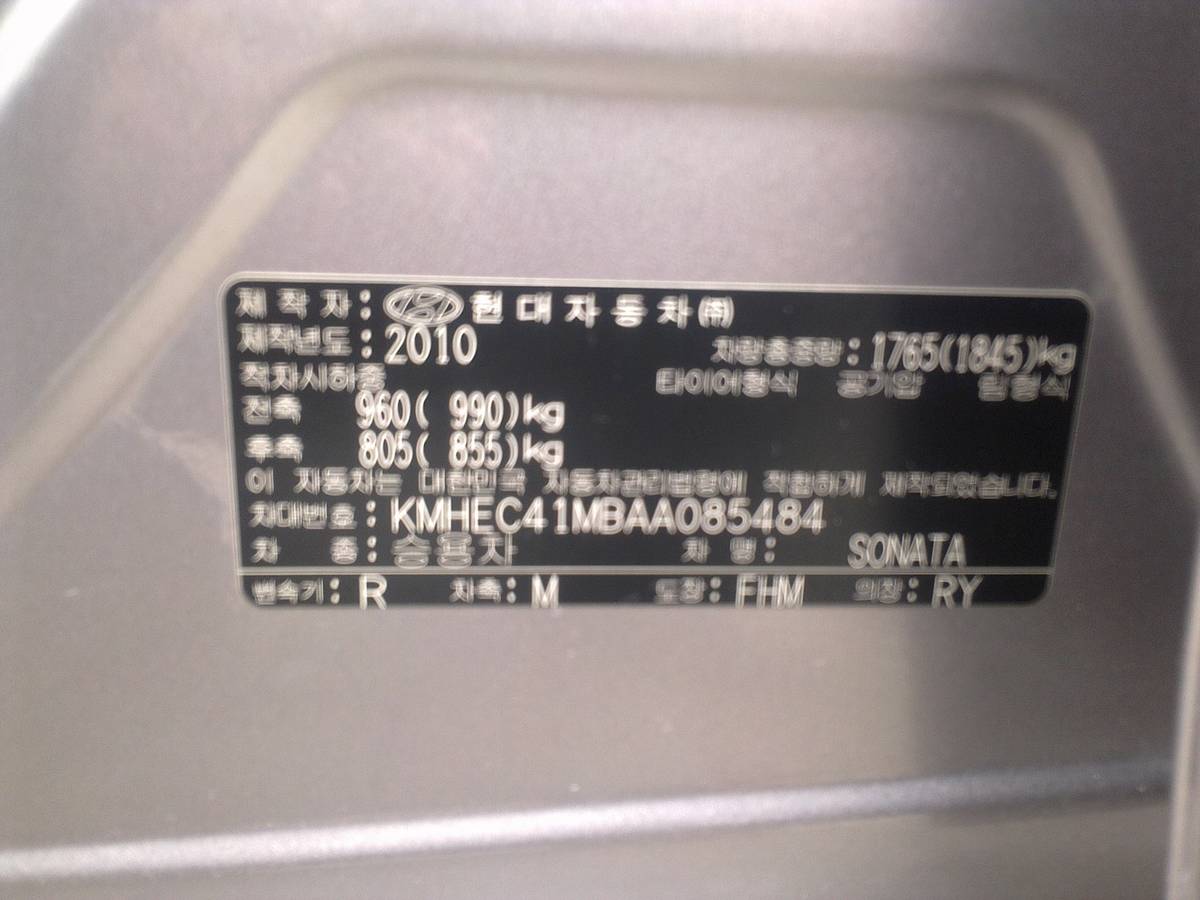 제 작 자 : 현 대 자 동 차 ㈜
제작년도 : 2010 차량총중량 : 1765(1845)kg
적차시하중 타이어형식 공기압 림형식
전축 960( 990)kg
후축 805( 855)kg
이 자동차는 대한민국 자동차관리법령에 적합하게 제작되었습니다.
차대번호 : KMHEC41MBAA085484
차 종 : 승용차 차 명 : SONATA
변속기 : R 차축 : M 도장 : FHM 의장 : RY